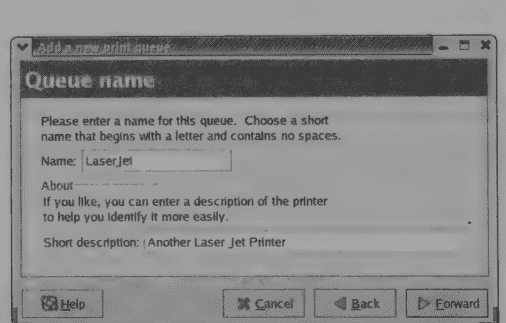 Add a new print queue
Queue name
Please enter a name for this queue. Choose a short
name that begins with a letter and contains no spaces.
Name: LaserJet
About
If you like, you can enter a description of the printer
to help you identify it more easily.
Short description: Another Laser Jet Printer
Help Cancel Back Forward